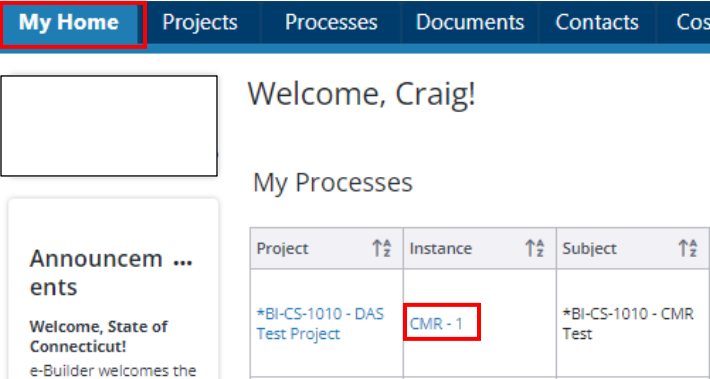 My Home Projects Processes Documents Contacts Cos
Welcome, Craig!
My Processes
Announcem ...
ents
Welcome, State of
Connecticut!
e-Builder welcomes the
Project Instance Subject
*BI-CS-1010 - DAS
Test Project
CMR - 1
*BI-CS-1010 - CMR
Test